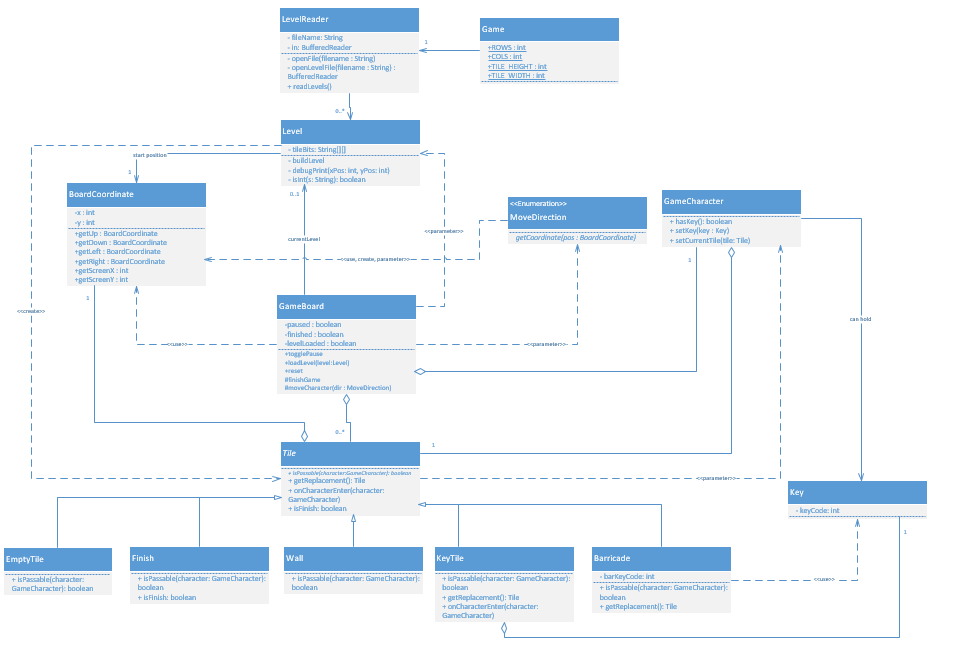 LevelReader
- fileName: String
- in: BufferedReader
- openFile(filename : String)
- openLevelFile(filename : String) :
BufferedReader
+ readLevels()
Game
+ROWS : int
+COLS : int
+TILE_HEIGHT : int
+TILE_WIDTH : int
1
0..*
Level
- tileBits: String[][]
- buildLevel
- debugPrint(xPos: int, yPos: int)
- isInt(s: String): boolean
start position
1
0..1
BoardCoordinate
-x : int
-y : int
+getUp : BoardCoordinate
+getDown : BoardCoordinate
+getLeft : BoardCoordinate
+getRight : BoardCoordinate
+getScreenX : int
+getScreenY : int
1
<<Enumeration>>
MoveDirection
getCoordinate(pos : BoardCoordinate)
GameCharacter
+ hasKey(): boolean
+ setKey(key : Key)
+ setCurrentTile(tile: Tile)
1
<<parameter>>
currentLevel
<<use, create, parameter>>
<<create>>
can hold
GameBoard
-paused : boolean
-finished : boolean
-levelLoaded : boolean
+togglePause
+loadLevel(level:Level)
+reset
#finishGame
#moveCharacter(dir : MoveDirection)
<<use>>
<<parameter>>
0..*
1
Tile
+ isPassable(character:GameCharacter): boolean
+ getReplacement(): Tile
+ onCharacterEnter(character:
GameCharacter)
+ isFinish: boolean
<<parameter>>
Key
- keyCode: int
1
EmptyTile
+ isPassable(character:
GameCharacter): boolean
Finish
+ isPassable(character: GameCharacter):
boolean
+ isFinish: boolean
Wall
+ isPassable(character: GameCharacter):
boolean
KeyTile
+ isPassable(character: GameCharacter):
boolean
+ getReplacement(): Tile
+ onCharacterEnter(character:
GameCharacter)
Barricade
- barKeyCode: int
+ isPassable(character: GameCharacter):
boolean
+ getReplacement(): Tile
<<use>>